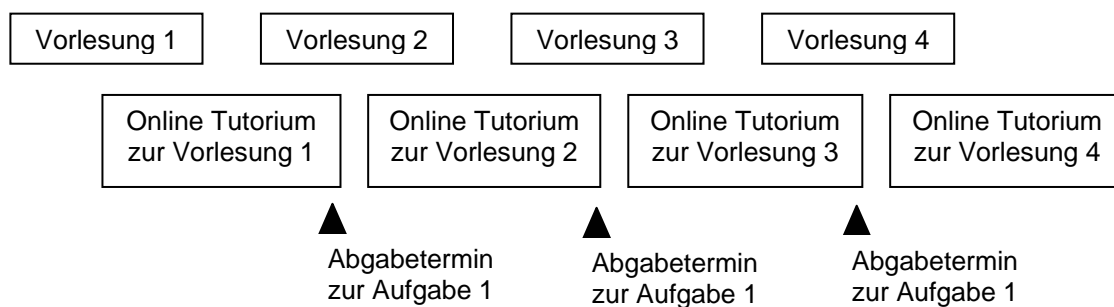 Vorlesung 1
Vorlesung 2
Vorlesung 3
Vorlesung 4
Online Tutorium
zur Vorlesung 1
Online Tutorium
zur Vorlesung 2
Online Tutorium
zur Vorlesung 3
Online Tutorium
zur Vorlesung 4
Abgabetermin
zur Aufgabe 1
Abgabetermin
zur Aufgabe 1
Abgabetermin
zur Aufgabe 1